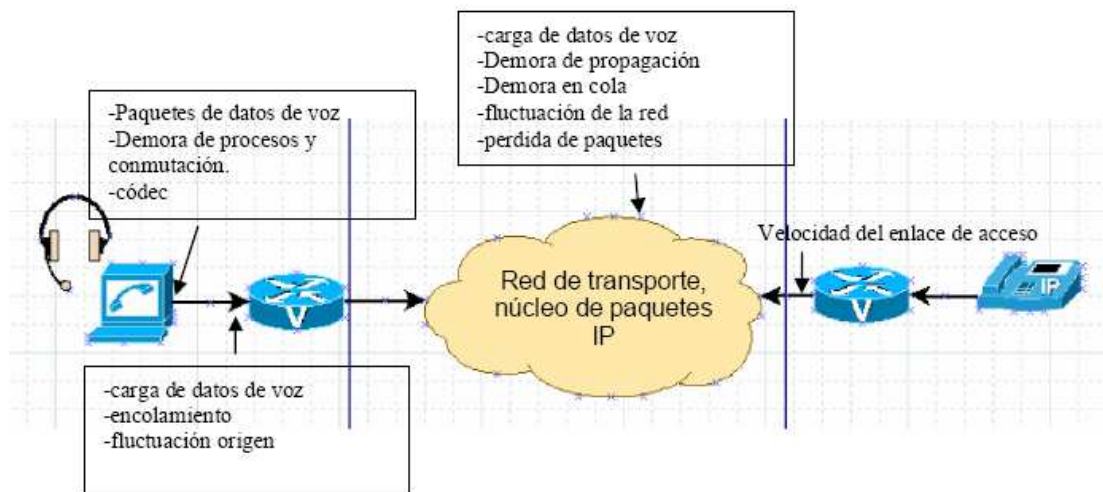 -carga de datos de voz
-Demora de propagación
-Demora en cola
-fluctuación de la red
-perdida de paquetes
-Paquetes de datos de voz
-Demora de procesos y
conmutación.
-códec
Velocidad del enlace de acceso
Red de transporte,
núcleo de paquetes
IP
V
V
IP
-carga de datos de voz
-encolamiento
-fluctuación origen